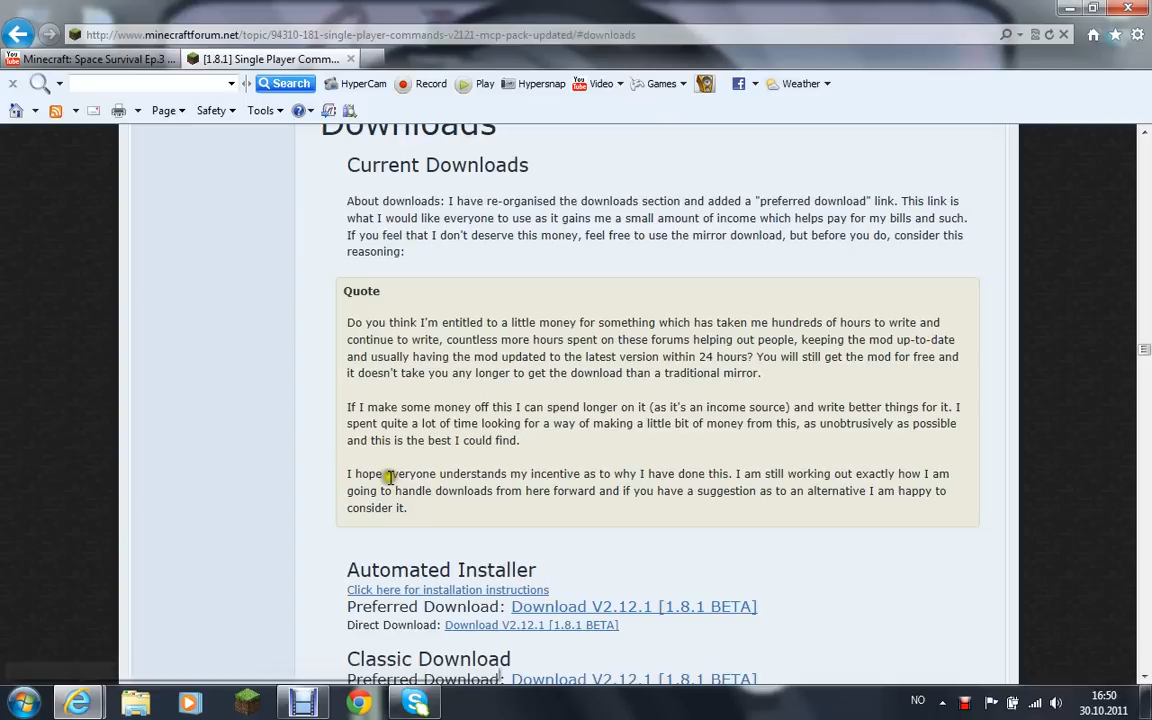 http://www.minecraftforum.net/topic/94310-181-single-player-commands-v2121-mcp-pack-updated/#downloads
Minecraft: Space Survival Ep.3 ...
[1.8.1] Single Player Comm...
Search
HyperCam
Record
Play
Hypersnap
Video
Games
Weather
Page
Safety
Tools
Downloads
Current Downloads
About downloads: I have re-organised the downloads section and added a "preferred download" link. This link is
what I would like everyone to use as it gains me a small amount of income which helps pay for my bills and such.
If you feel that I don't deserve this money, feel free to use the mirror download, but before you do, consider this
reasoning:
Quote
Do you think I'm entitled to a little money for something which has taken me hundreds of hours to write and
continue to write, countless more hours spent on these forums helping out people, keeping the mod up-to-date
and usually having the mod updated to the latest version within 24 hours? You will still get the mod for free and
it doesn't take you any longer to get the download than a traditional mirror.
If I make some money off this I can spend longer on it (as it's an income source) and write better things for it. I
spent quite a lot of time looking for a way of making a little bit of money from this, as unobtrusively as possible
and this is the best I could find.
I hope everyone understands my incentive as to why I have done this. I am still working out exactly how I am
going to handle downloads from here forward and if you have a suggestion as to an alternative I am happy to
consider it.
Automated Installer
Click here for installation instructions
Preferred Download: Download V2.12.1 [1.8.1 BETA]
Direct Download: Download V2.12.1 [1.8.1 BETA]
Classic Download
Preferred Download: Download V2.12.1 [1.8.1 BETA]
NO
16:50
30.10.2011